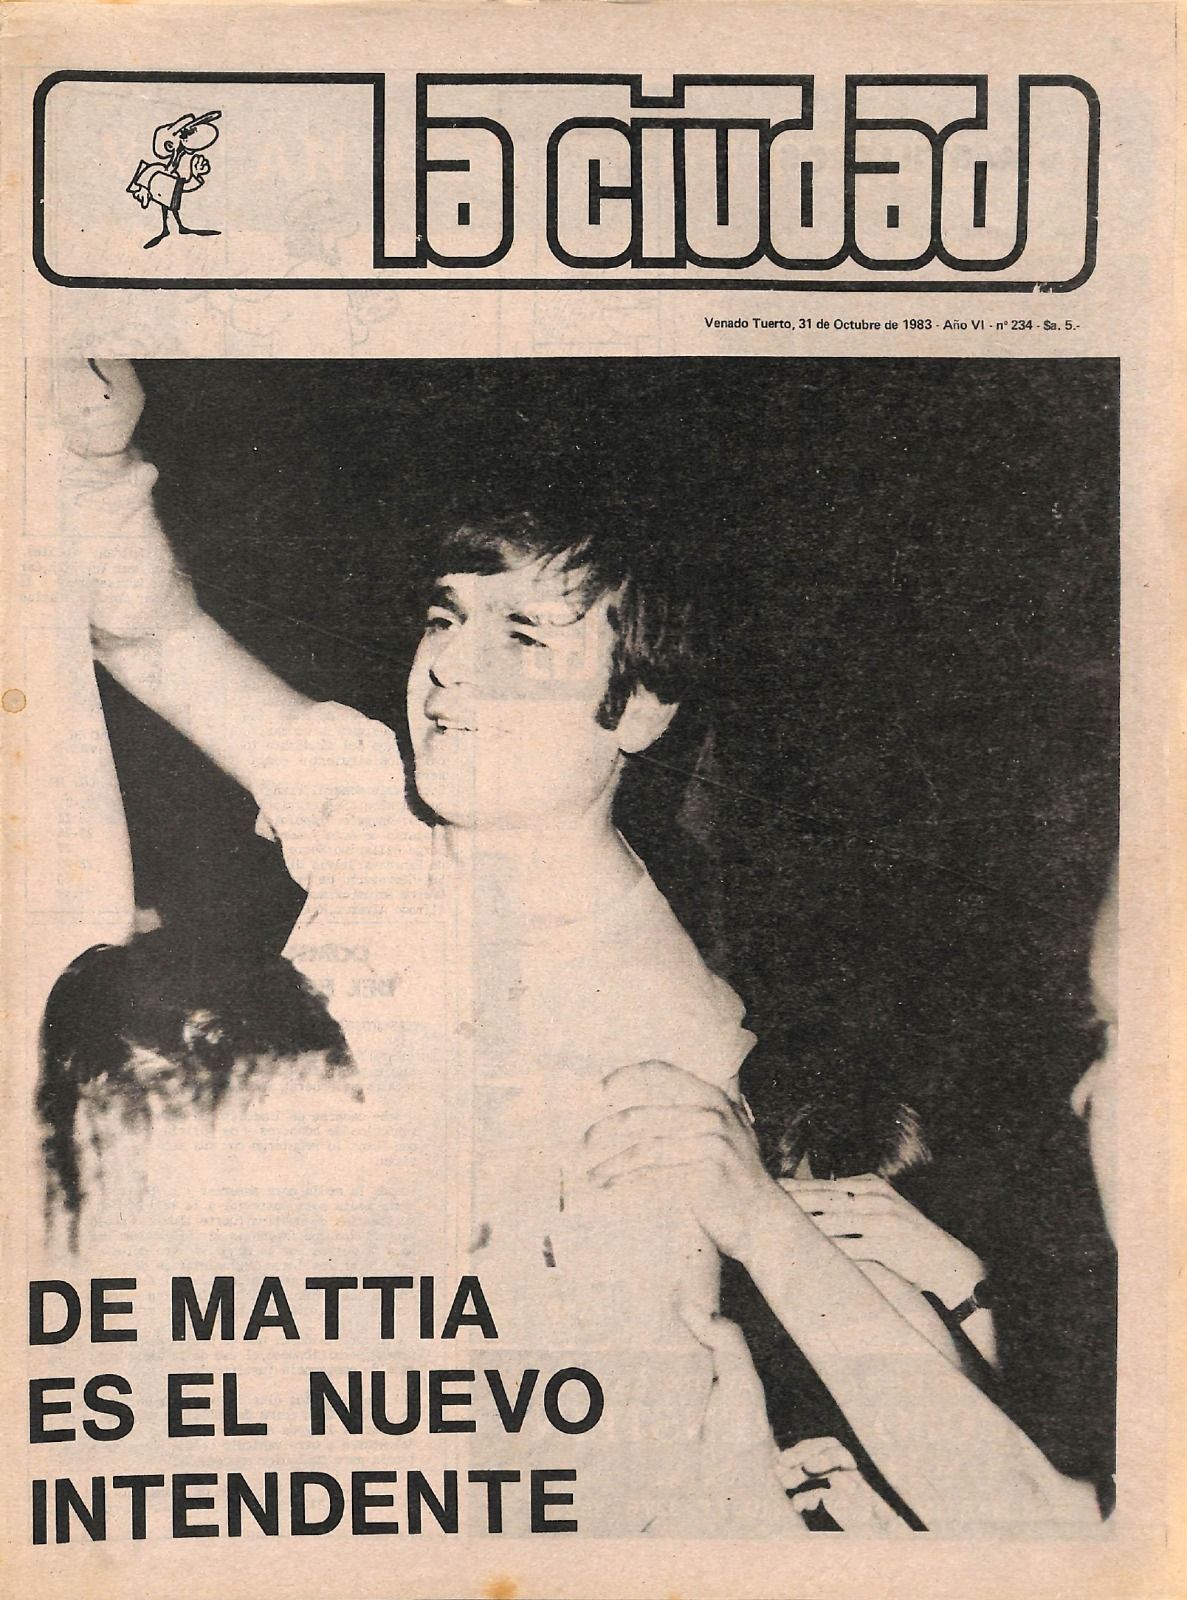 la ciudad
Venado Tuerto, 31 de Octubre de 1983 - Año VI - nº 234 - $a. 5.-
DE MATTIA
ES EL NUEVO
INTENDENTE